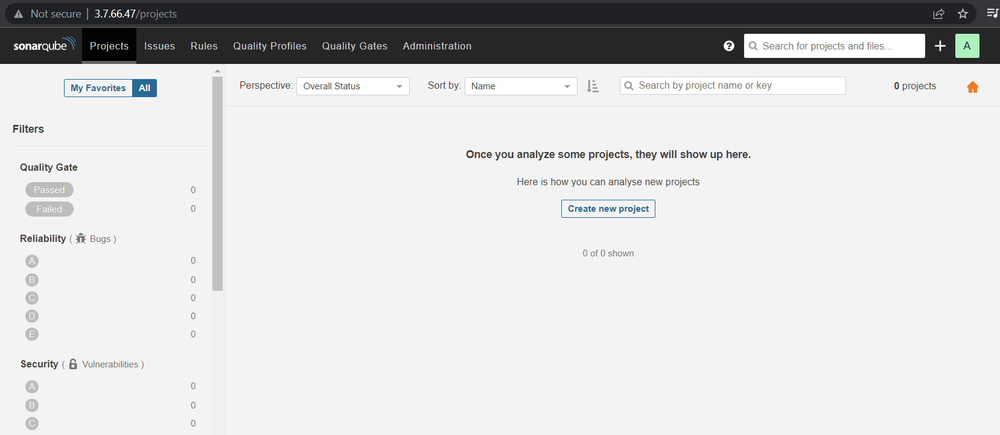 Not secure | 3.7.66.47/projects
sonarqube Projects Issues Rules Quality Profiles Quality Gates Administration ? Search for projects and files... + A
My Favorites All
Perspective: Overall Status Sort by: Name Search by project name or key 0 projects
Filters
Quality Gate
Passed 0
Failed 0
Reliability ( Bugs )
A 0
B 0
C 0
D 0
E 0
Security ( Vulnerabilities )
A 0
B 0
C 0
Once you analyze some projects, they will show up here.
Here is how you can analyse new projects
Create new project
0 of 0 shown